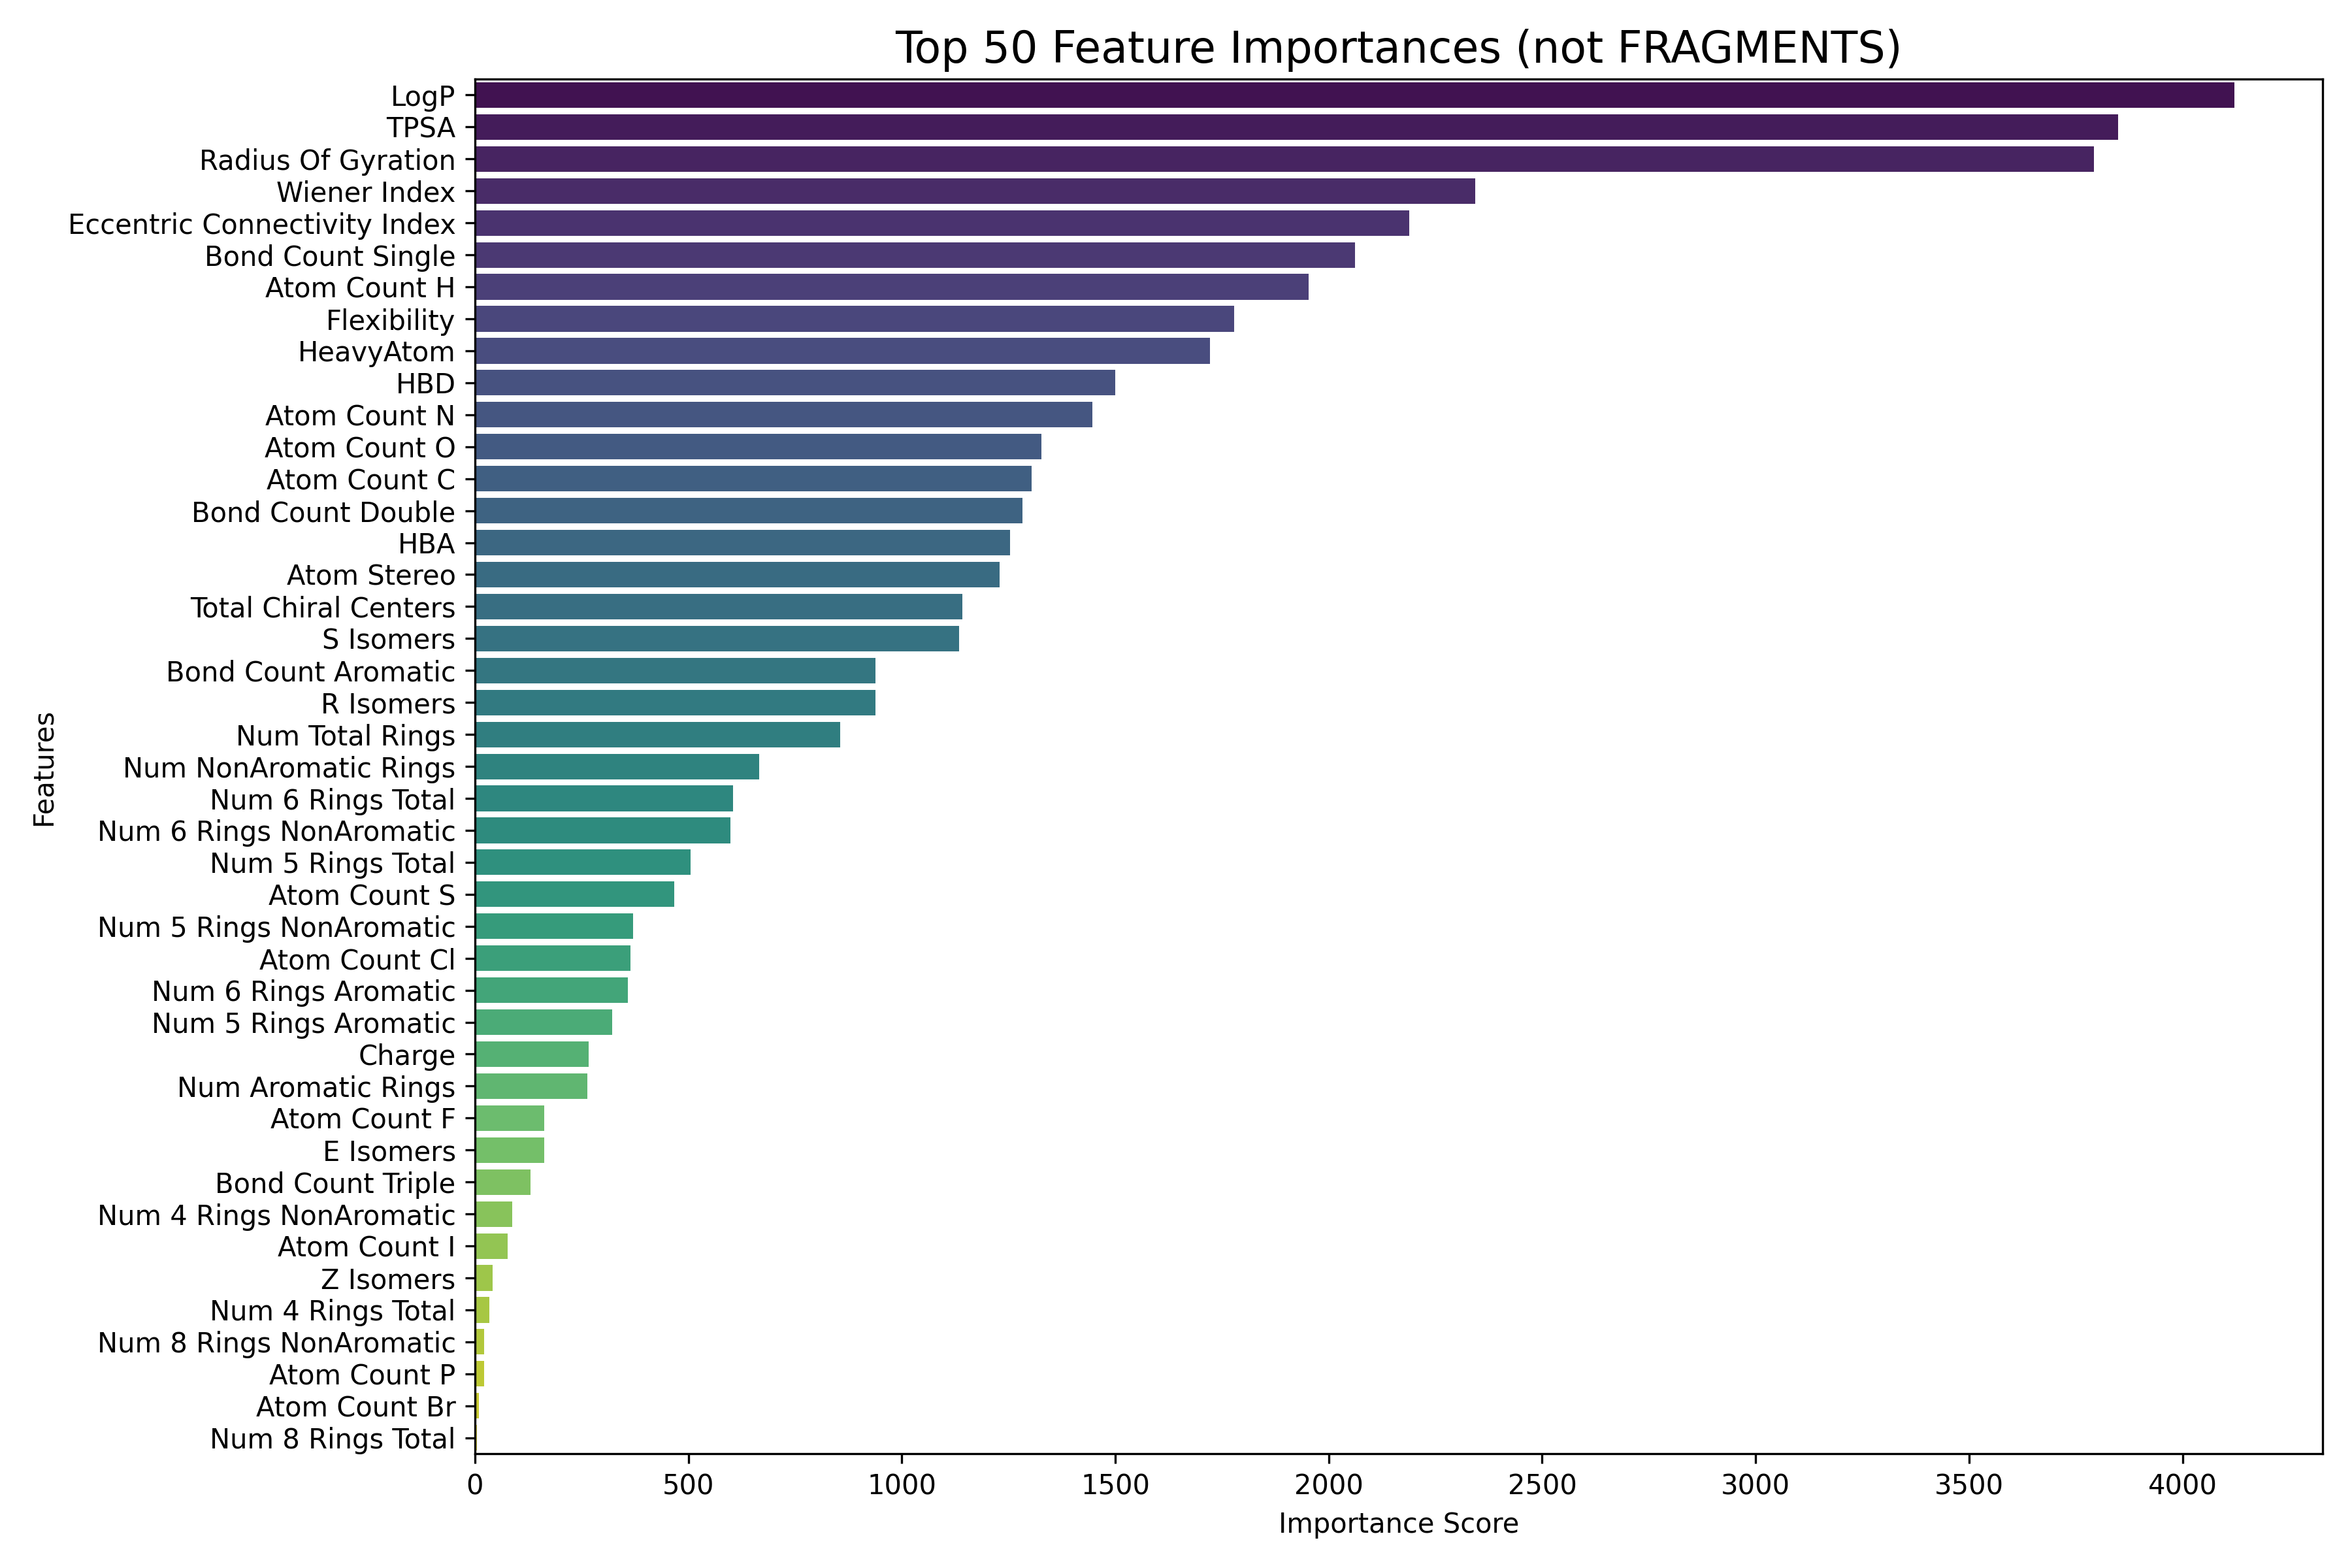 Top 50 Feature Importances (not FRAGMENTS)
LogP
TPSA
Radius Of Gyration
Wiener Index
Eccentric Connectivity Index
Bond Count Single
Atom Count H
Flexibility
HeavyAtom
HBD
Atom Count N
Atom Count O
Atom Count C
Bond Count Double
HBA
Atom Stereo
Total Chiral Centers
S Isomers
Bond Count Aromatic
R Isomers
Num Total Rings
Num NonAromatic Rings
Num 6 Rings Total
Num 6 Rings NonAromatic
Num 5 Rings Total
Atom Count S
Num 5 Rings NonAromatic
Atom Count Cl
Num 6 Rings Aromatic
Num 5 Rings Aromatic
Charge
Num Aromatic Rings
Atom Count F
E Isomers
Bond Count Triple
Num 4 Rings NonAromatic
Atom Count I
Z Isomers
Num 4 Rings Total
Num 8 Rings NonAromatic
Atom Count P
Atom Count Br
Num 8 Rings Total
Features
0 500 1000 1500 2000 2500 3000 3500 4000
Importance Score